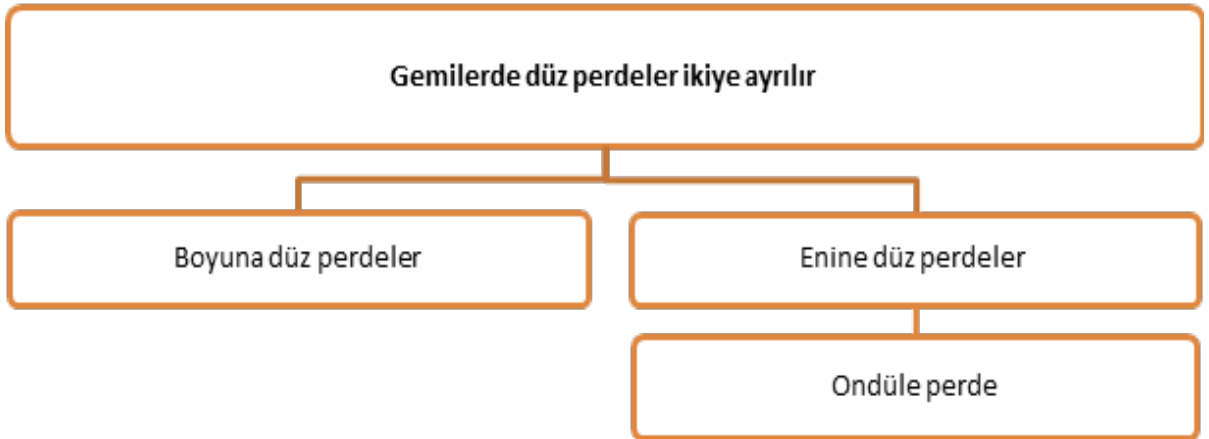 Gemilerde düz perdeler ikiye ayrılır
Boyuna düz perdeler
Enine düz perdeler
Ondüle perde